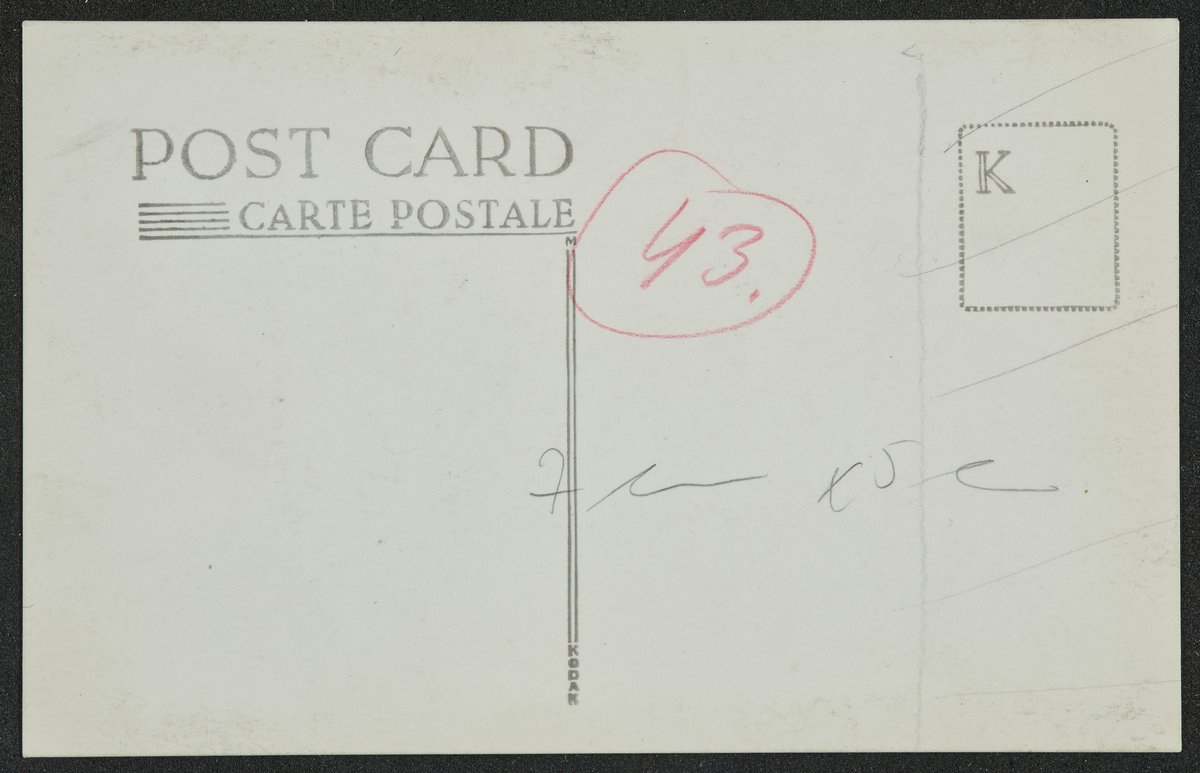 POST CARD
CARTE POSTALE
K
M
43.
KODAK